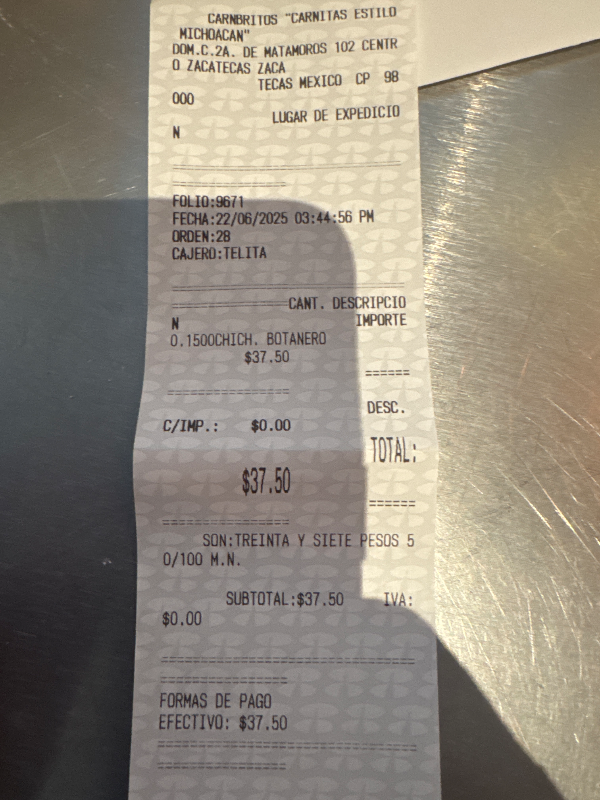 CARNBRITOS "CARNITAS ESTILO
MICHOACAN"
DOM.C.2A. DE MATAMOROS 102 CENTR
O ZACATECAS ZACA
TECAS MEXICO CP 98
000
LUGAR DE EXPEDICIO
N
==============================
===============
FOLIO:9671
FECHA:22/06/2025 03:44:56 PM
ORDEN:28
CAJERO:TELITA
==============================
===============CANT. DESCRIPCIO
N IMPORTE
0.1500CHICH. BOTANERO
$37.50
======
================
DESC.
C/IMP.: $0.00
TOTAL:
$37.50
======
================
SON:TREINTA Y SIETE PESOS 5
0/100 M.N.
SUBTOTAL:$37.50 IVA:
$0.00
================================
================
FORMAS DE PAGO
EFECTIVO: $37.50
================================
================